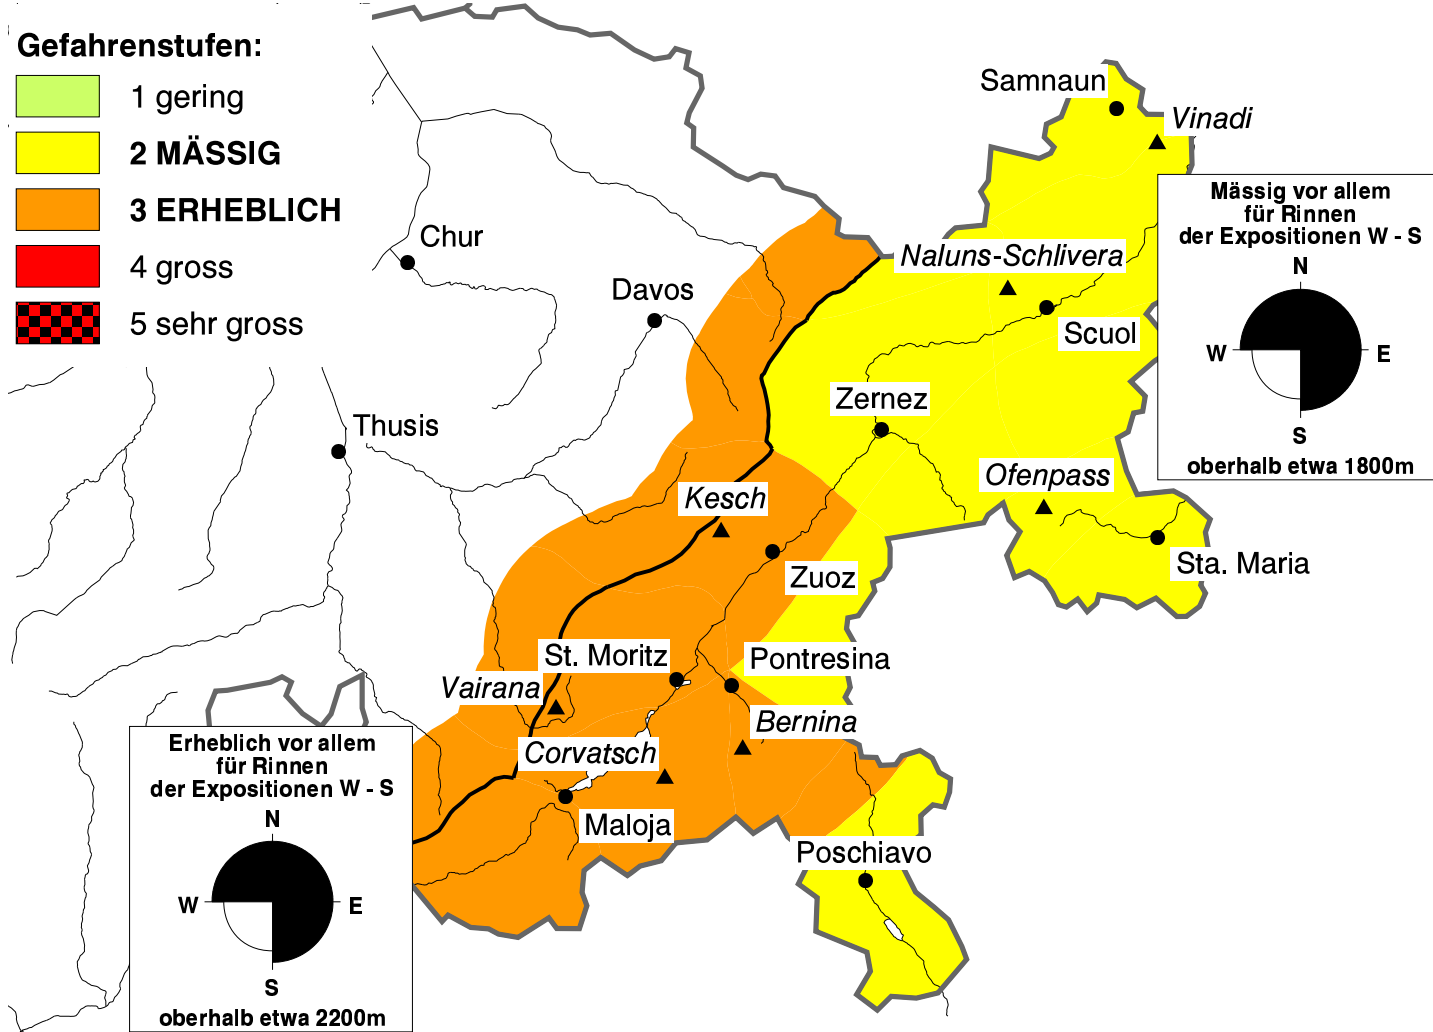 Gefahrenstufen:
1 gering
2 MÄSSIG
3 ERHEBLICH
4 gross
5 sehr gross
Samnaun
Vinadi
Mässig vor allem
für Rinnen
der Expositionen W - S
N
W
E
S
oberhalb etwa 1800m
Chur
Naluns-Schlivera
Davos
Scuol
Zernez
Thusis
Ofenpass
Kesch
Sta. Maria
Zuoz
St. Moritz
Pontresina
Vairana
Bernina
Corvatsch
Maloja
Poschiavo
Erheblich vor allem
für Rinnen
der Expositionen W - S
N
W
E
S
oberhalb etwa 2200m